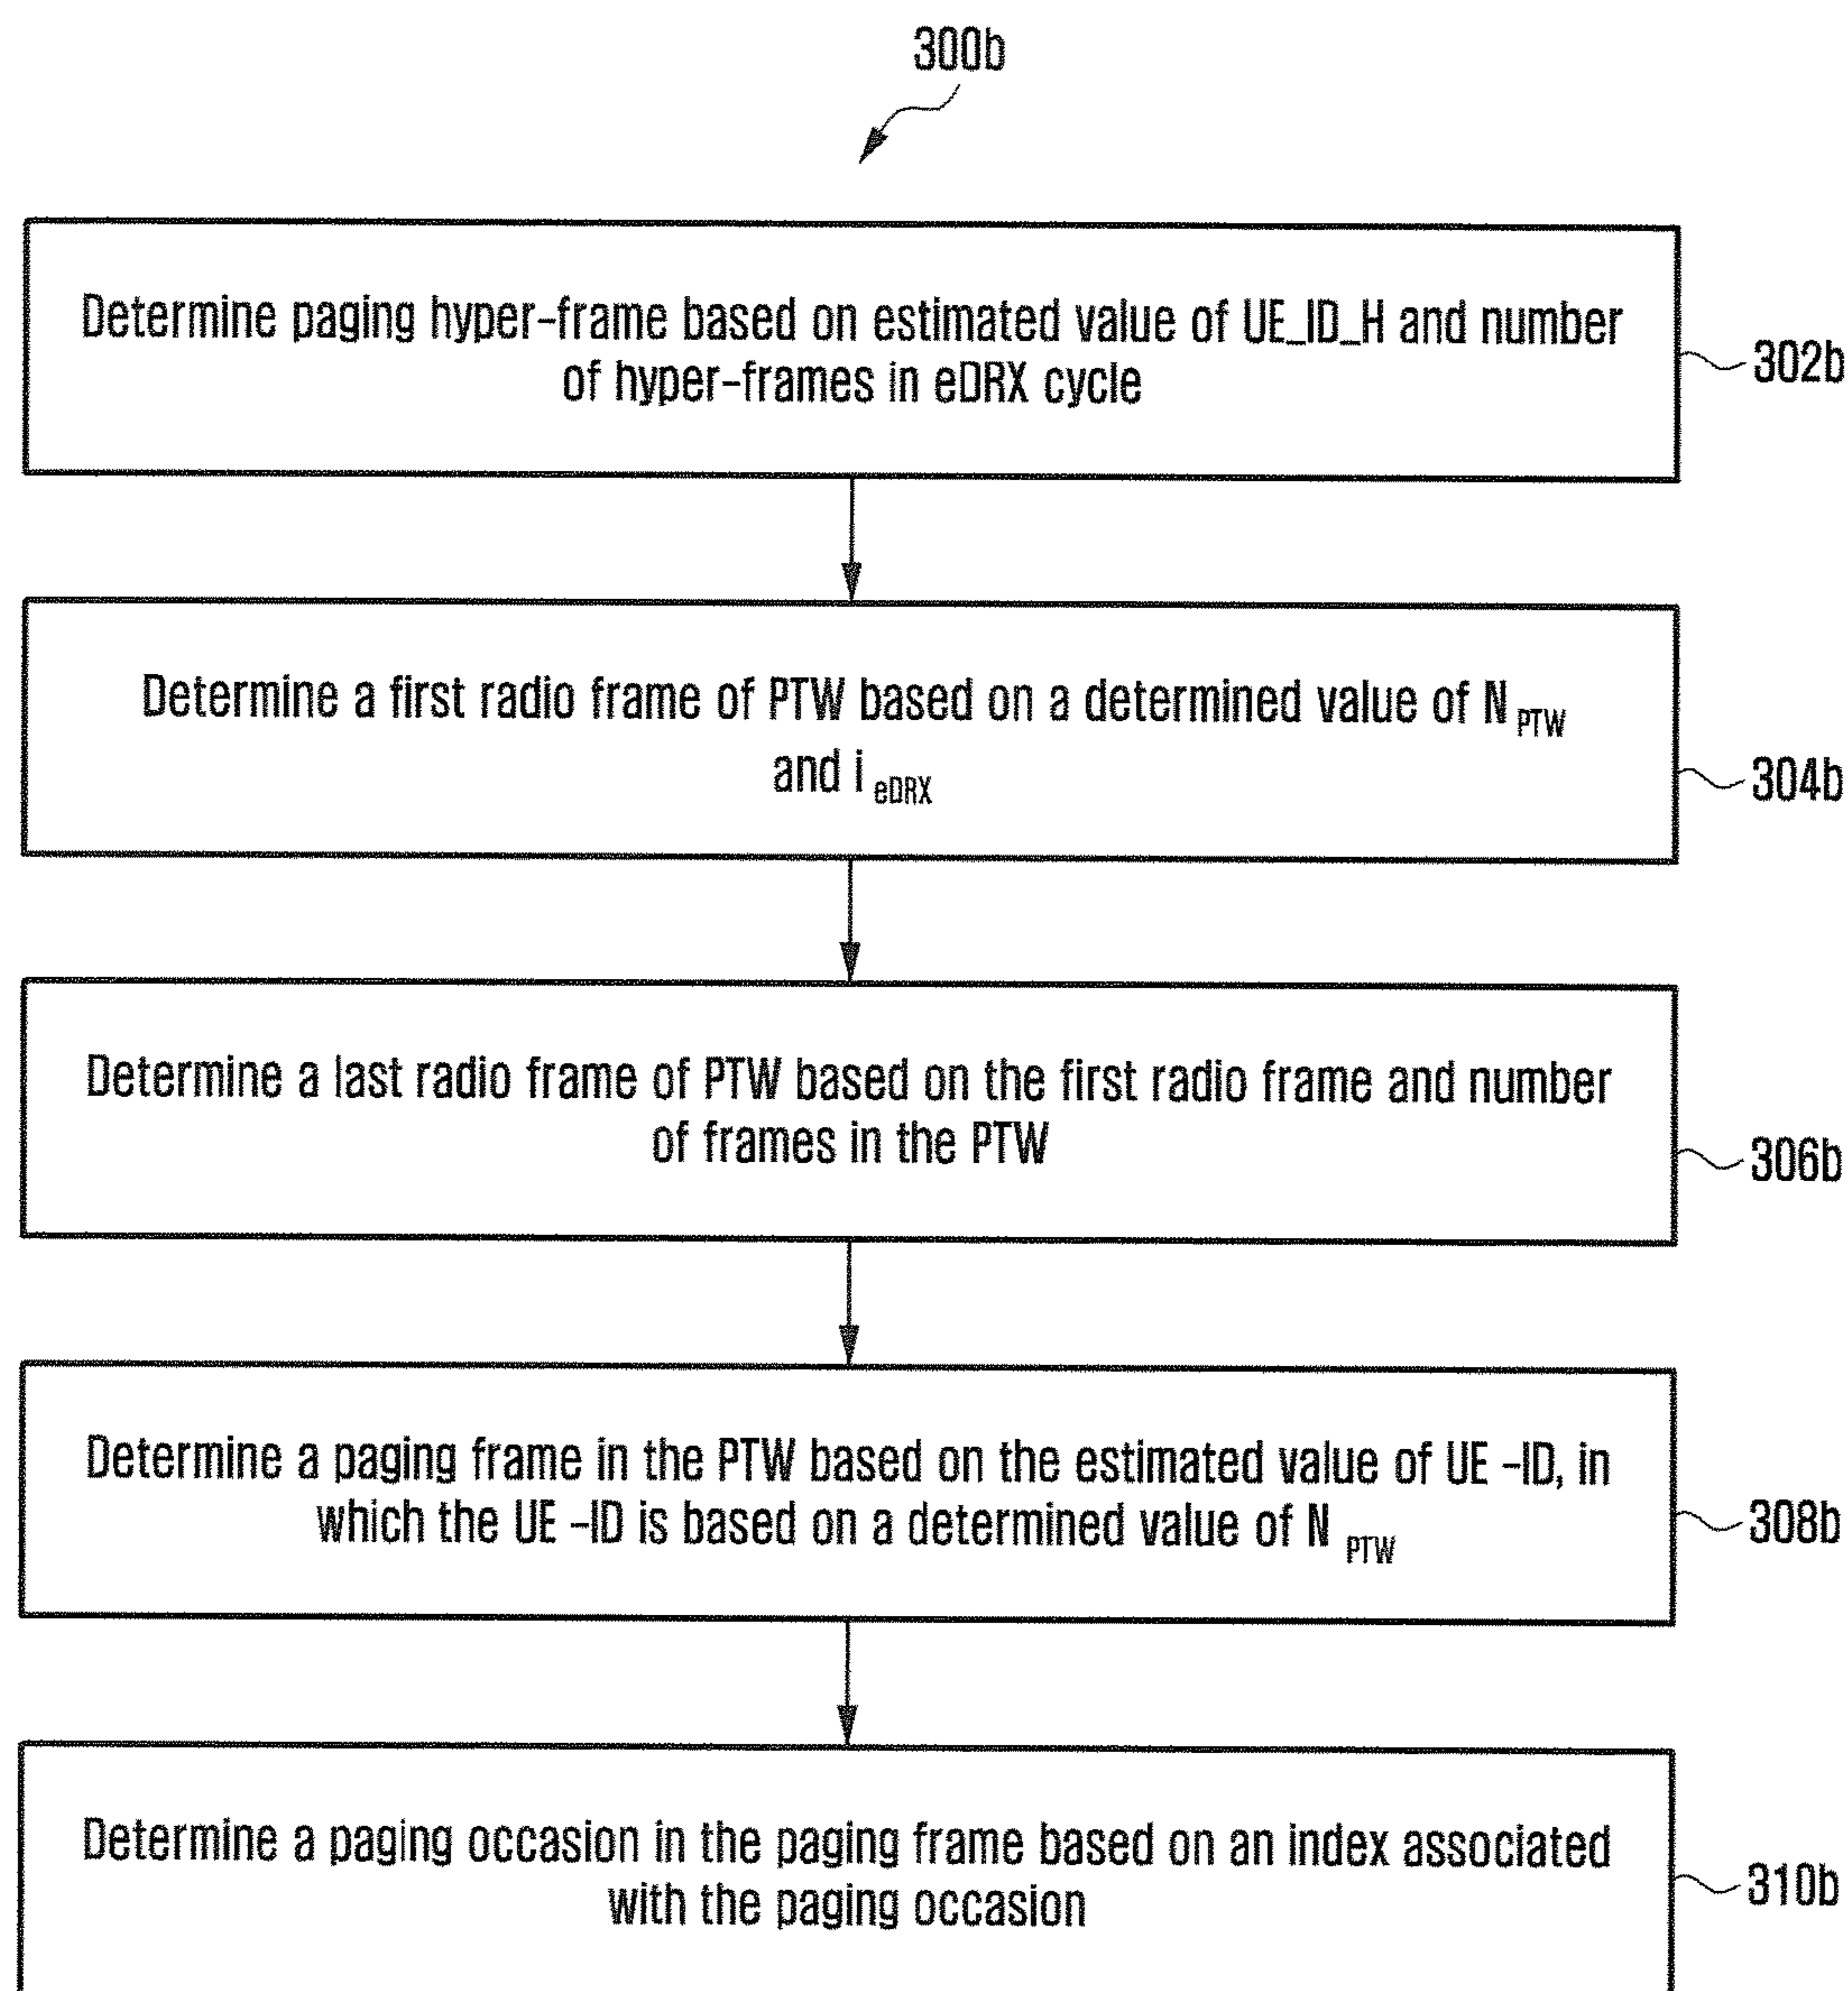 300b
Determine paging hyper-frame based on estimated value of UE_ID_H and number
of hyper-frames in eDRX cycle
302b
Determine a first radio frame of PTW based on a determined value of N PTW
and i eDRX
304b
Determine a last radio frame of PTW based on the first radio frame and number
of frames in the PTW
306b
Determine a paging frame in the PTW based on the estimated value of UE -ID, in
which the UE -ID is based on a determined value of N PTW
308b
Determine a paging occasion in the paging frame based on an index associated
with the paging occasion
310b